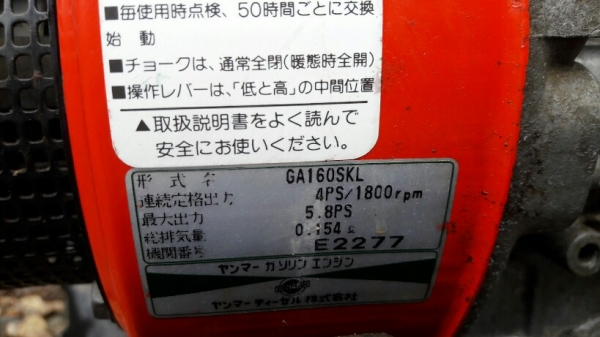 ■毎使用時点検、50時間ごとに交換
始 動
■チョークは、通常全閉(暖態時全開)
■操作レバーは、「低と高」の中間位置
▲取扱説明書をよく読んで
安全にお使いください。
形式名 GA160SKL
連続定格出力 4PS/1800rpm
最大出力 5.8PS
総排気量 0.154ℓ
機関番号 E2277
ヤンマーガソリンエンジン
ヤンマーディーゼル株式会社